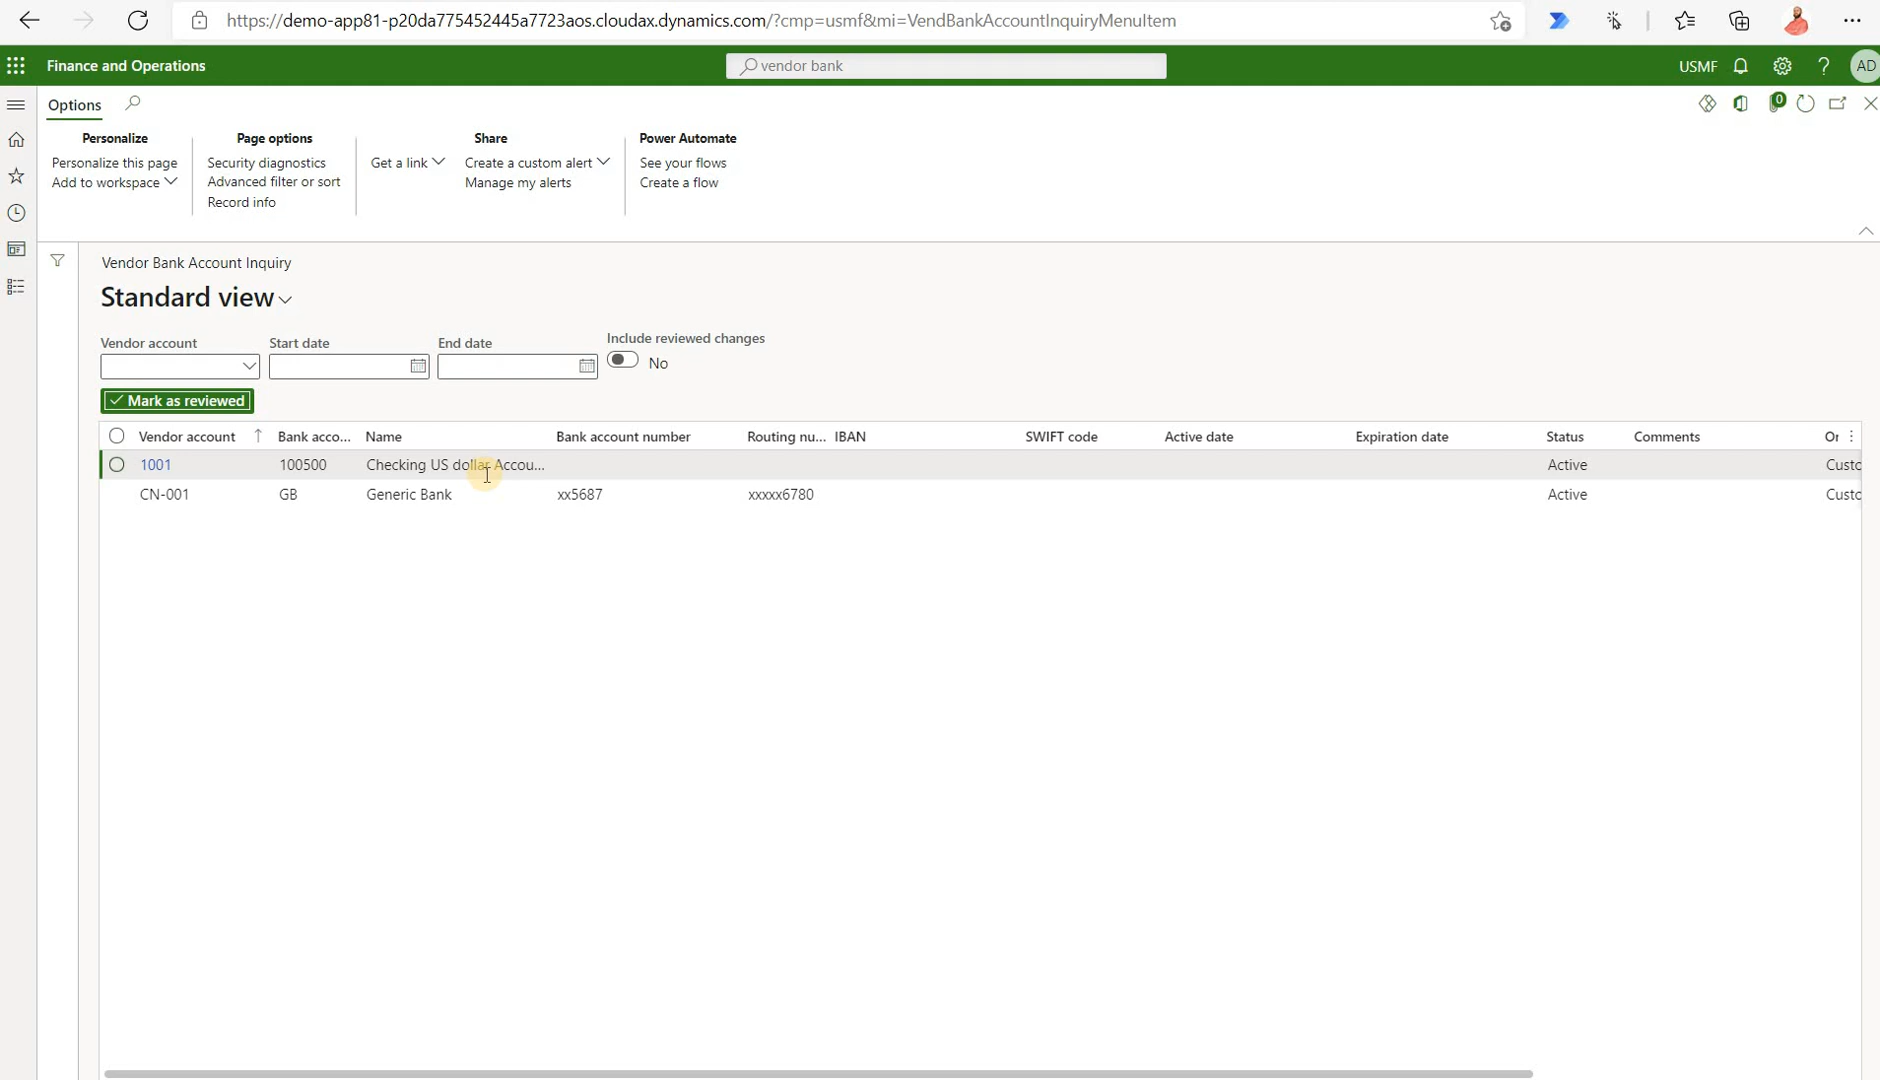 https://demo-app81-p20da775452445a7723aos.cloudax.dynamics.com/?cmp=usmf&mi=VendBankAccountInquiryMenuItem
Finance and Operations
vendor bank
USMF
?
AD
Options
0
Personalize
Page options
Share
Power Automate
Personalize this page
Security diagnostics
Get a link
Create a custom alert
See your flows
Add to workspace
Advanced filter or sort
Manage my alerts
Create a flow
Record info
Vendor Bank Account Inquiry
Standard view
Vendor account
Start date
End date
Include reviewed changes
No
Mark as reviewed
Vendor account Bank acco... Name Bank account number Routing nu... IBAN SWIFT code Active date Expiration date Status Comments Or
1001 100500 Checking US dollar Accou... Active Custo
CN-001 GB Generic Bank xx5687 xxxxx6780 Active Custo